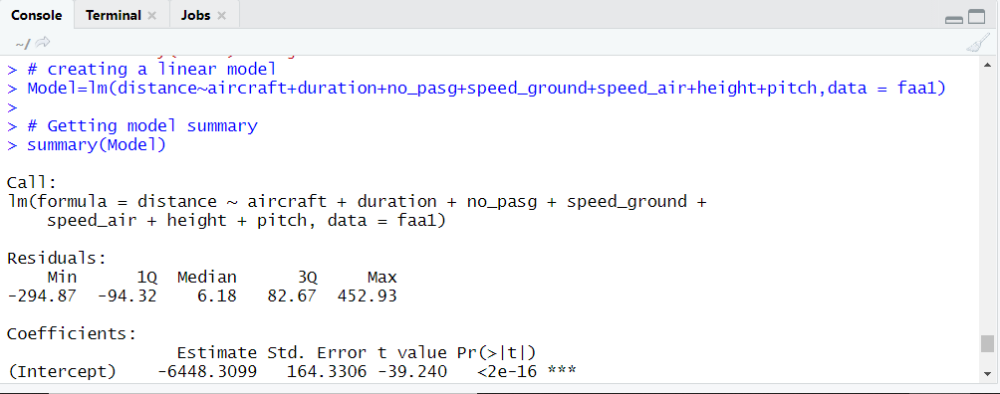 Console Terminal Jobs
~/
> # creating a linear model
> Model=lm(distance~aircraft+duration+no_pasg+speed_ground+speed_air+height+pitch,data = faa1)
>
> # Getting model summary
> summary(Model)
Call:
lm(formula = distance ~ aircraft + duration + no_pasg + speed_ground +
speed_air + height + pitch, data = faa1)
Residuals:
Min 1Q Median 3Q Max
-294.87 -94.32 6.18 82.67 452.93
Coefficients:
Estimate Std. Error t value Pr(>|t|)
(Intercept) -6448.3099 164.3306 -39.240 <2e-16 ***